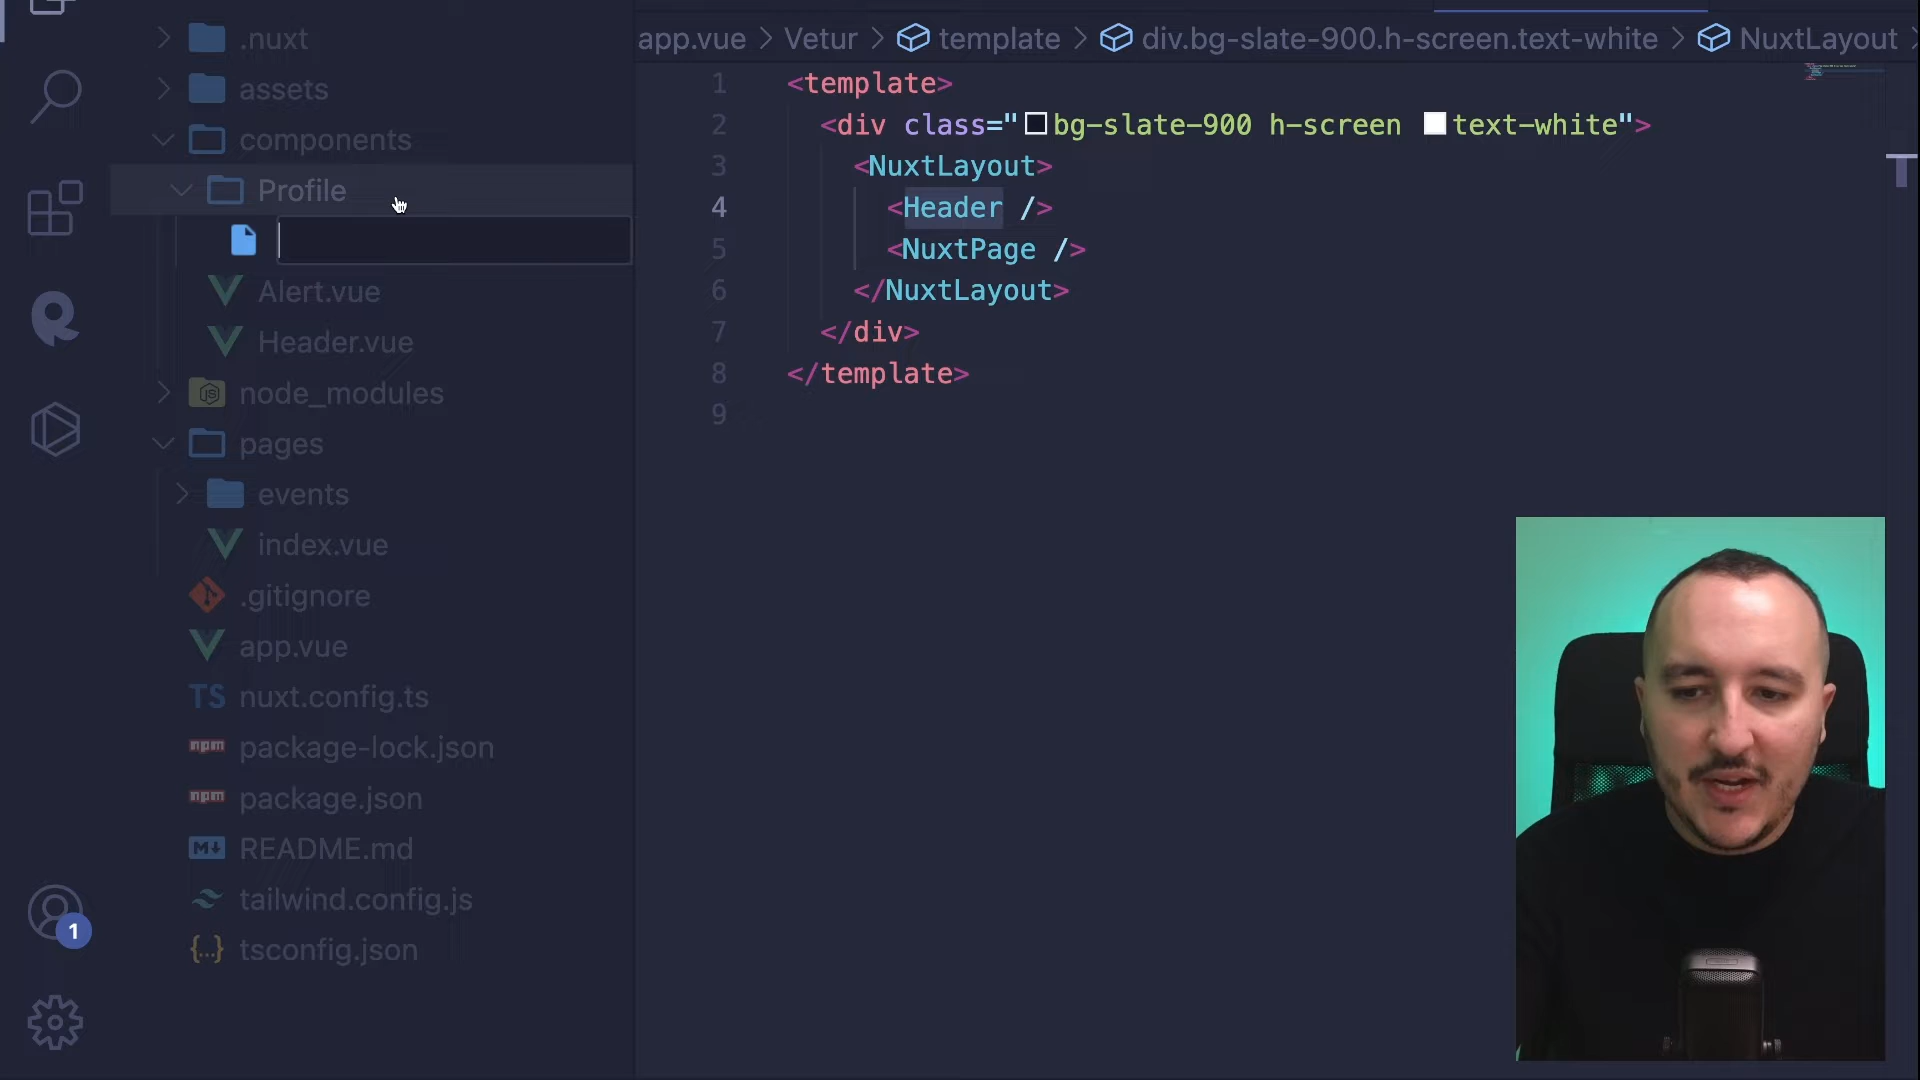 .nuxt
assets
components
Profile
Alert.vue
Header.vue
node_modules
pages
events
index.vue
.gitignore
app.vue
TS nuxt.config.ts
npm package-lock.json
npm package.json
README.md
tailwind.config.js
{...} tsconfig.json
1
app.vue > Vetur > template > div.bg-slate-900.h-screen.text-white > NuxtLayout >
1 <template>
2 <div class="bg-slate-900 h-screen text-white">
3 <NuxtLayout>
4 <Header />
5 <NuxtPage />
6 </NuxtLayout>
7 </div>
8 </template>
9